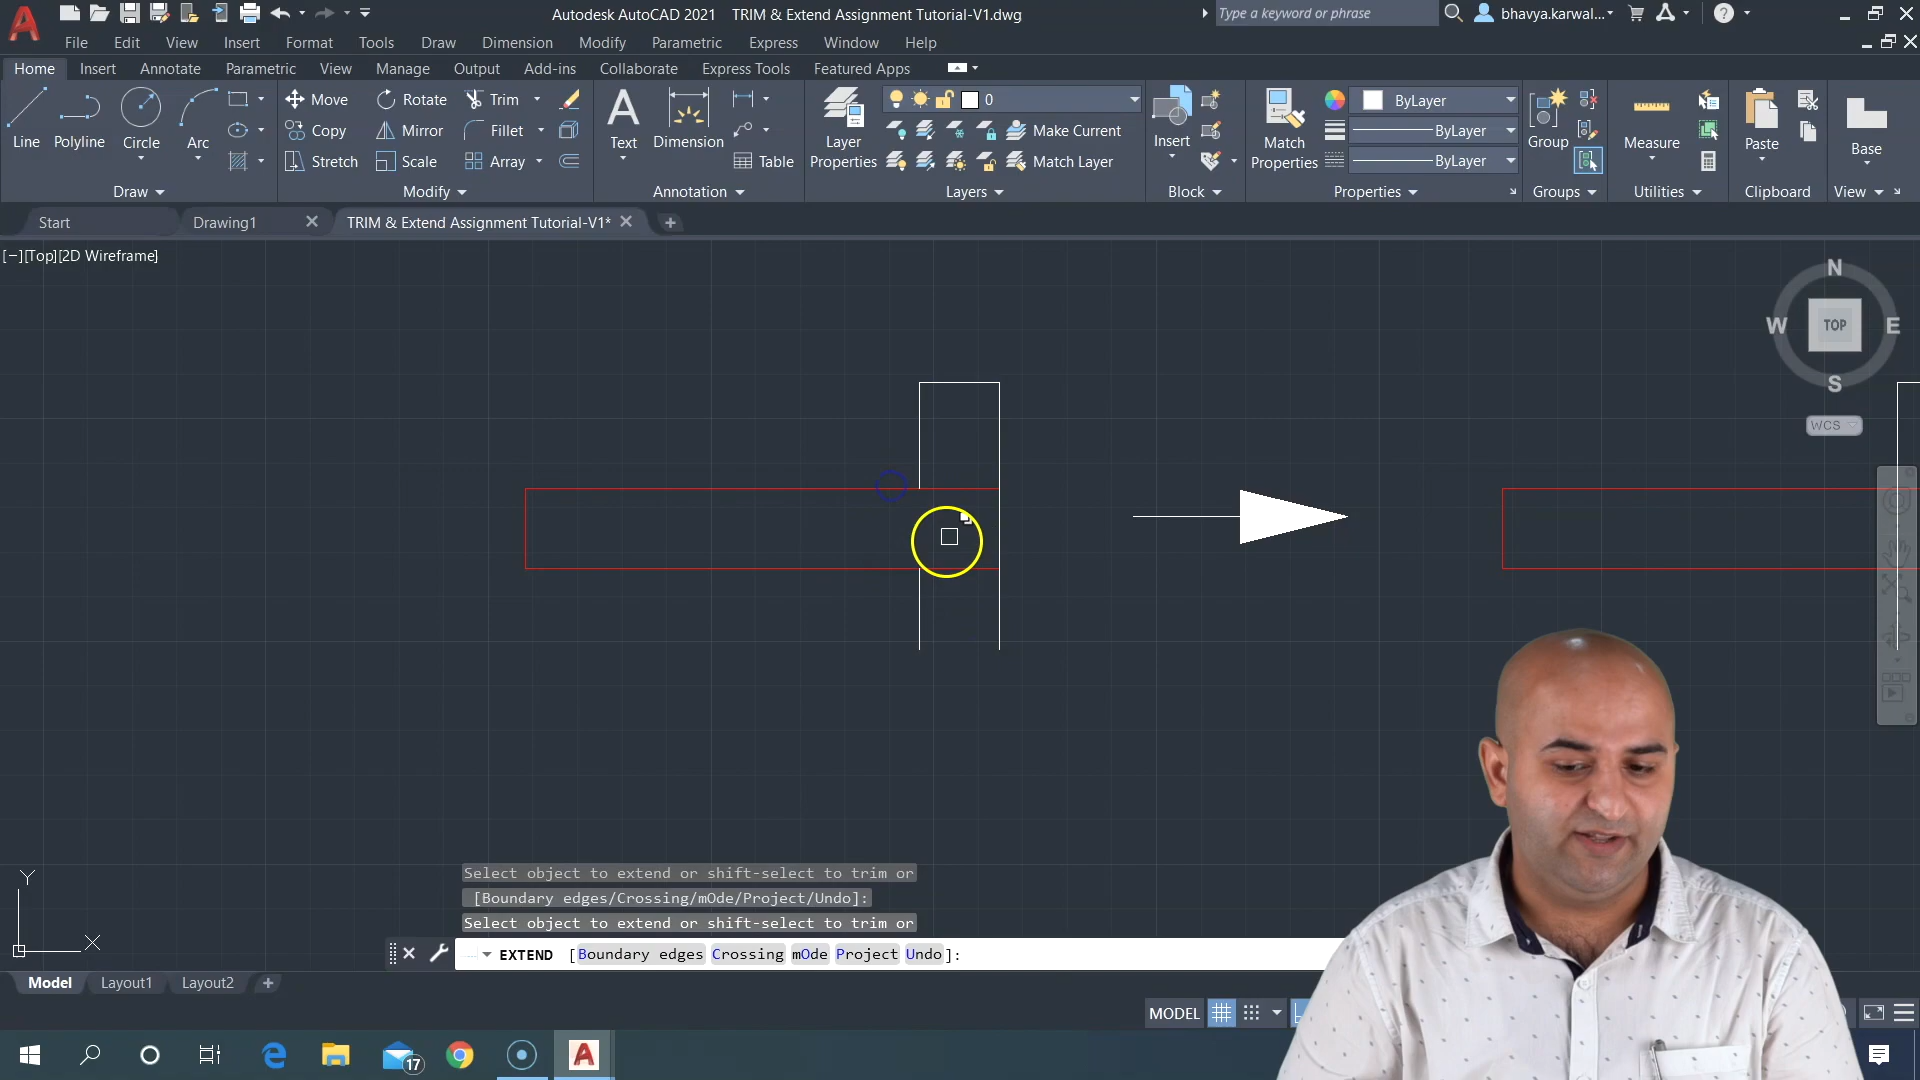 Autodesk AutoCAD 2021 TRIM & Extend Assignment Tutorial-V1.dwg
Type a keyword or phrase
bhavya.karwal...
File Edit View Insert Format Tools Draw Dimension Modify Parametric Express Window Help
Home Insert Annotate Parametric View Manage Output Add-ins Collaborate Express Tools Featured Apps
Line Polyline Circle Arc
Draw
Move Rotate Trim
Copy Mirror Fillet
Stretch Scale Array
Modify
Text Dimension Table
Annotation
Layer Properties
0
Make Current
Match Layer
Layers
Insert
Block
Match Properties
ByLayer
ByLayer
ByLayer
Properties
Group
Groups
Measure
Utilities
Paste
Clipboard
Base
View
Start Drawing1 TRIM & Extend Assignment Tutorial-V1*
[−][Top][2D Wireframe]
N
W TOP E
S
WCS
Y
X
Select object to extend or shift-select to trim or
[Boundary edges/Crossing/mOde/Project/Undo]:
Select object to extend or shift-select to trim or
EXTEND [Boundary edges Crossing mOde Project Undo]:
Model Layout1 Layout2
MODEL
17